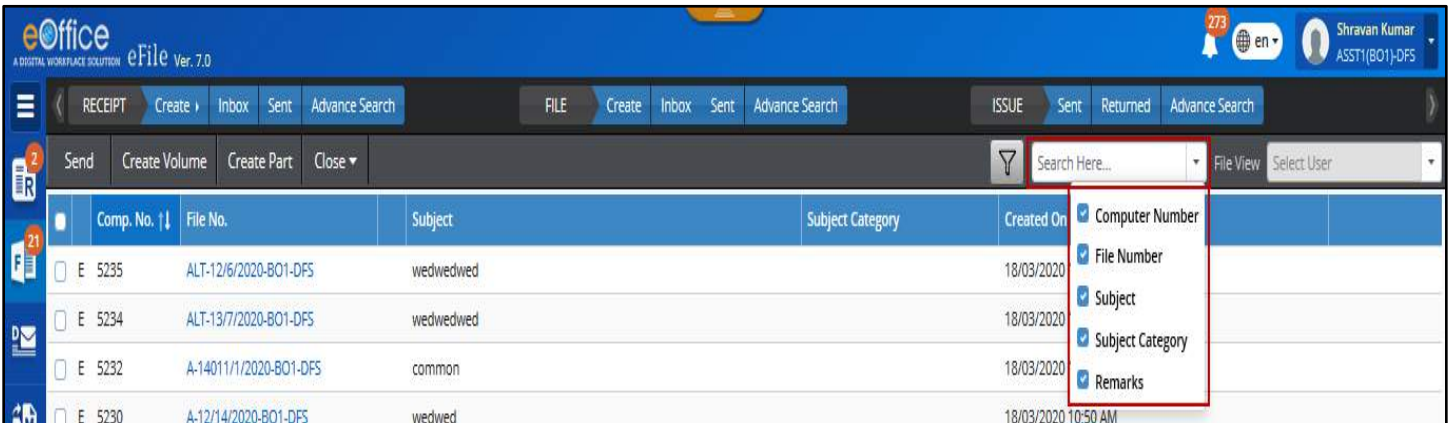 eOffice
A DIGITAL WORKPLACE SOLUTION eFile Ver. 7.0
273
en
Shravan Kumar
ASST1(BO1)-DFS
RECEIPT Create Inbox Sent Advance Search FILE Create Inbox Sent Advance Search ISSUE Sent Returned Advance Search
2
R
Send Create Volume Create Part Close Search Here... File View Select User
Comp. No. File No. Subject Subject Category Created On
Computer Number
File Number
Subject
Subject Category
Remarks
21
F
E 5235 ALT-12/6/2020-BO1-DFS wedwedwed 18/03/2020
E 5234 ALT-13/7/2020-BO1-DFS wedwedwed 18/03/2020
D
E 5232 A-14011/1/2020-BO1-DFS common 18/03/2020
E 5230 A-12/14/2020-BO1-DFS wedwed 18/03/2020 10:50 AM